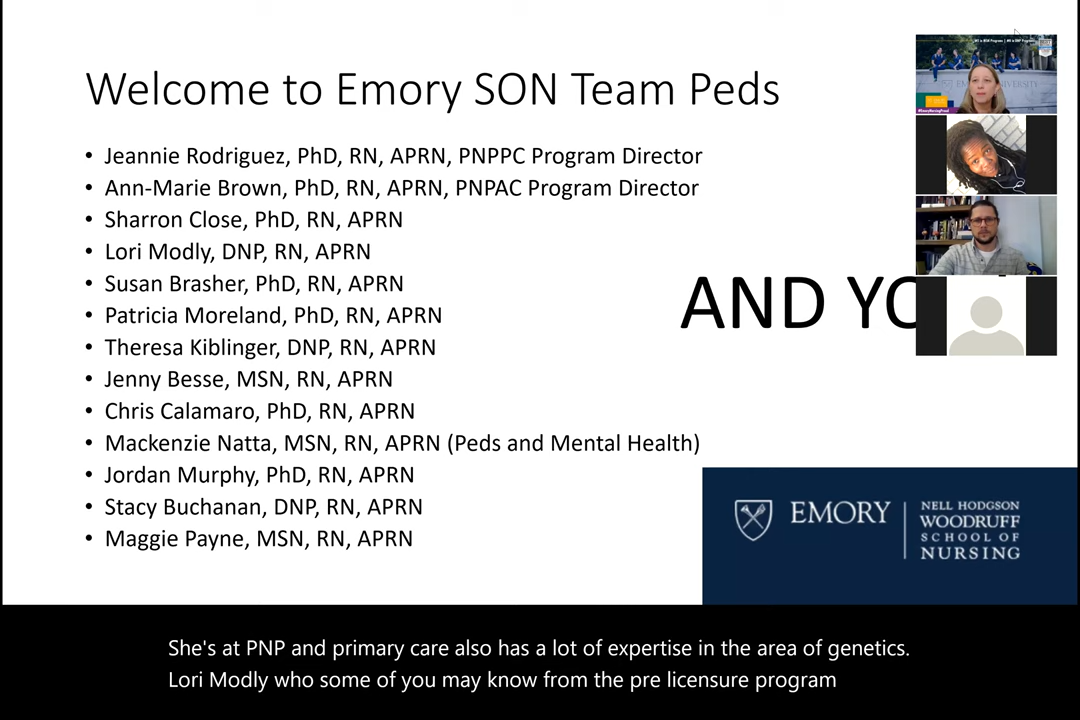 Welcome to Emory SON Team Peds
• Jeannie Rodriguez, PhD, RN, APRN, PNPPC Program Director
• Ann-Marie Brown, PhD, RN, APRN, PNPAC Program Director
• Sharron Close, PhD, RN, APRN
• Lori Modly, DNP, RN, APRN
• Susan Brasher, PhD, RN, APRN
• Patricia Moreland, PhD, RN, APRN
• Theresa Kiblinger, DNP, RN, APRN
• Jenny Besse, MSN, RN, APRN
• Chris Calamaro, PhD, RN, APRN
• Mackenzie Natta, MSN, RN, APRN (Peds and Mental Health)
• Jordan Murphy, PhD, RN, APRN
• Stacy Buchanan, DNP, RN, APRN
• Maggie Payne, MSN, RN, APRN
AND YO
EMORY
NELL HODGSON
WOODRUFF
SCHOOL OF
NURSING
She's at PNP and primary care also has a lot of expertise in the area of genetics.
Lori Modly who some of you may know from the pre licensure program